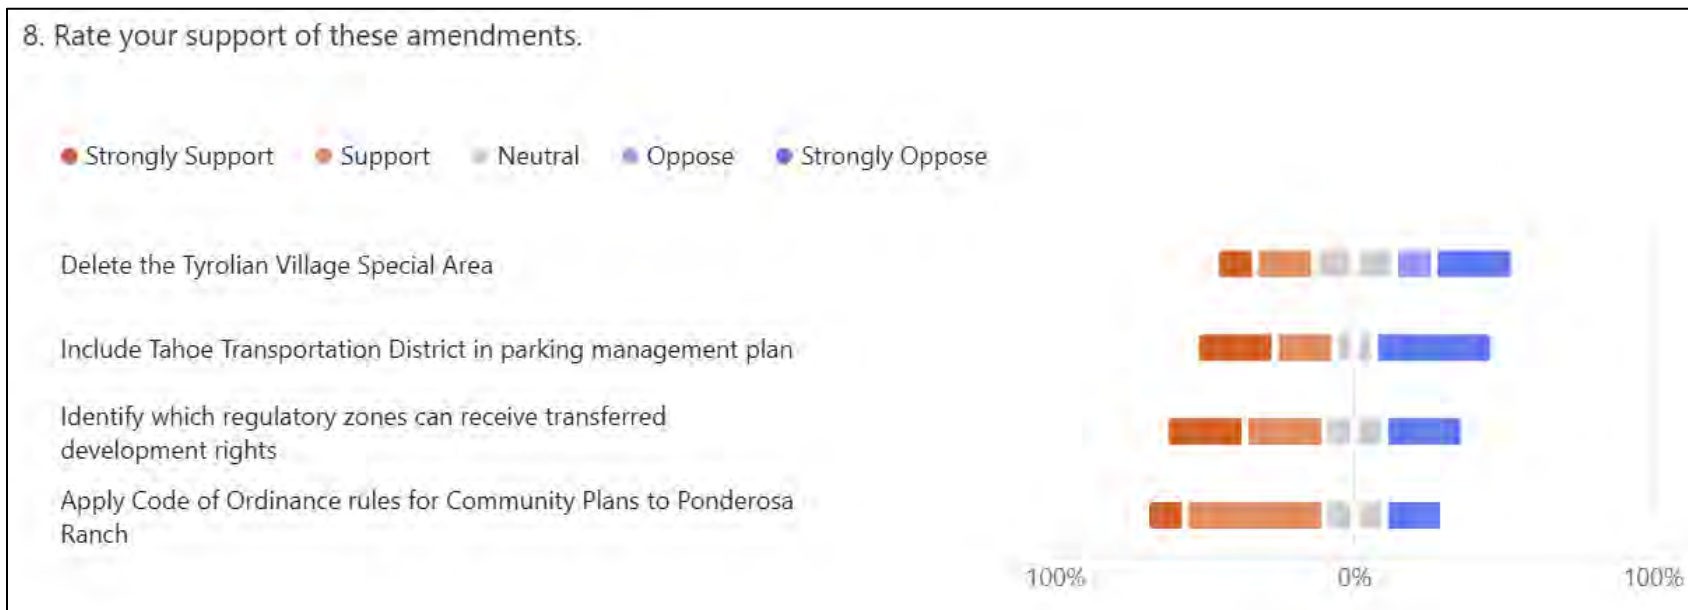 8. Rate your support of these amendments.
Strongly Support Support Neutral Oppose Strongly Oppose
Delete the Tyrolian Village Special Area
Include Tahoe Transportation District in parking management plan
Identify which regulatory zones can receive transferred
development rights
Apply Code of Ordinance rules for Community Plans to Ponderosa
Ranch
100% 0% 100%